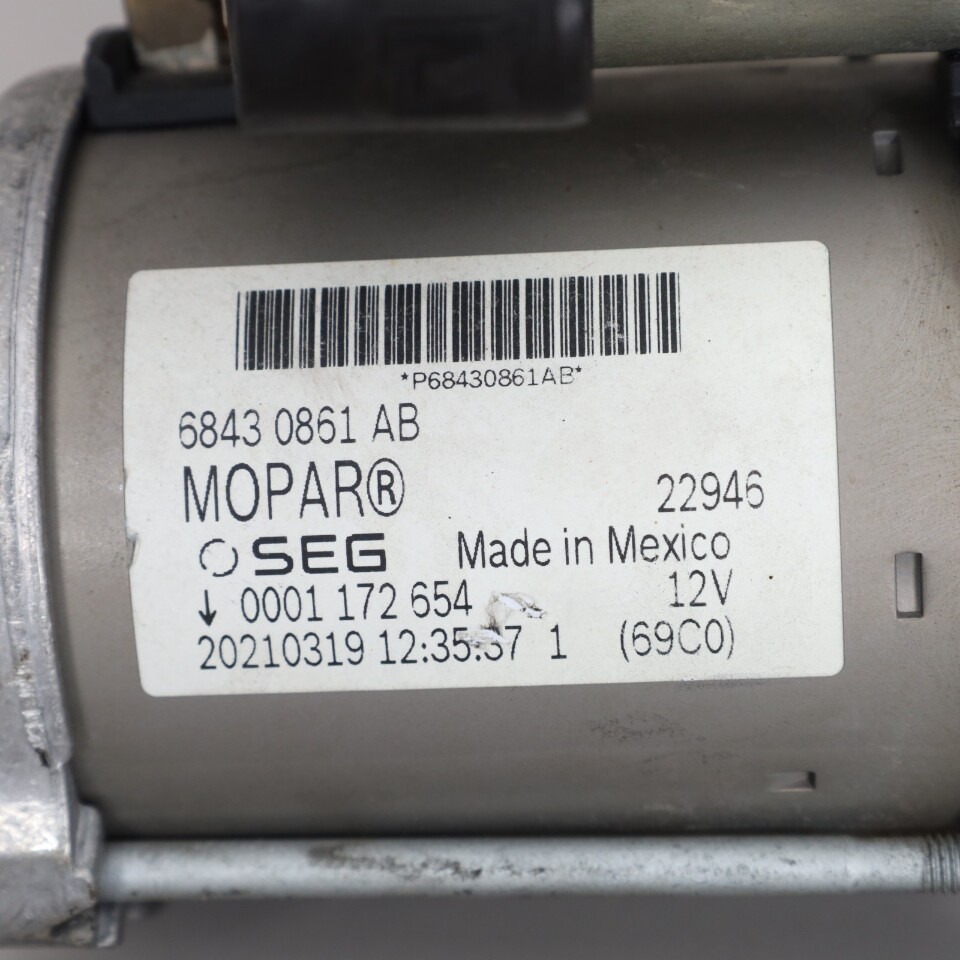 *P68430861AB*
6843 0861 AB
MOPAR® 22946
SEG Made in Mexico
↓ 0001 172 654 12V
20210319 12:35:37 1 (69C0)